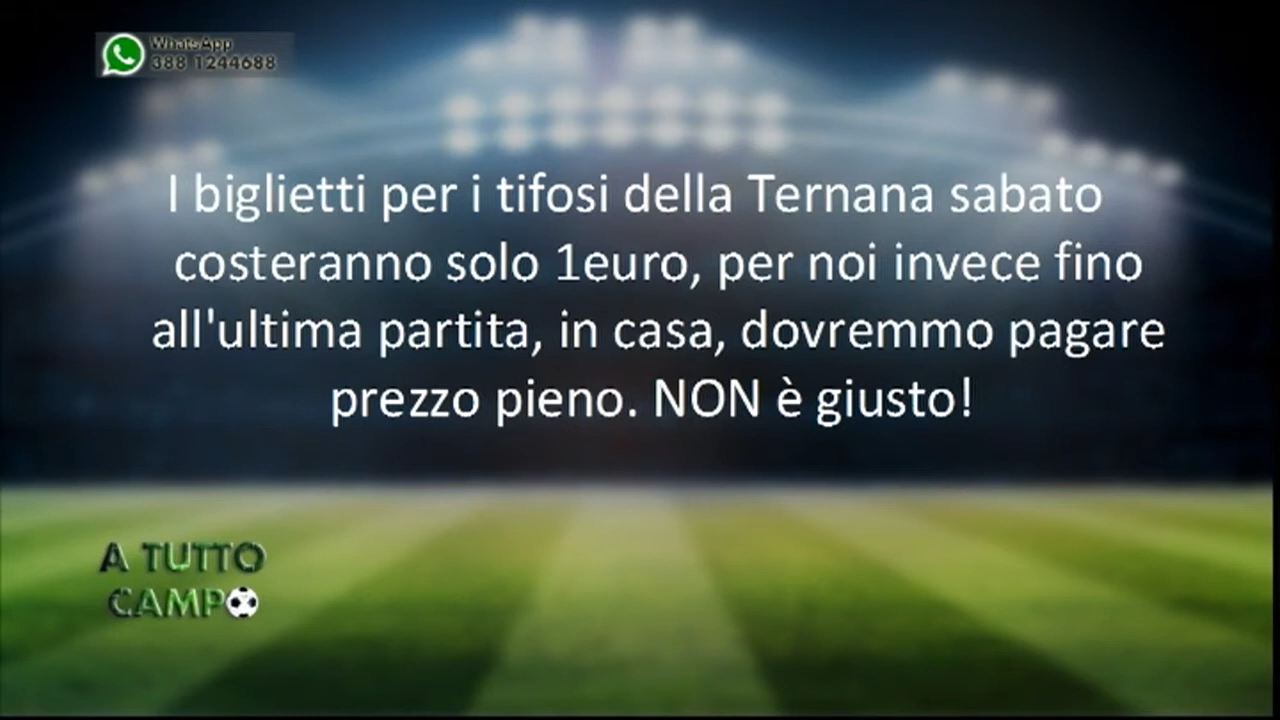 WhatsApp
388 1244688
I biglietti per i tifosi della Ternana sabato
costeranno solo 1euro, per noi invece fino
all'ultima partita, in casa, dovremmo pagare
prezzo pieno. NON è giusto!
A TUTTO
CAMPO